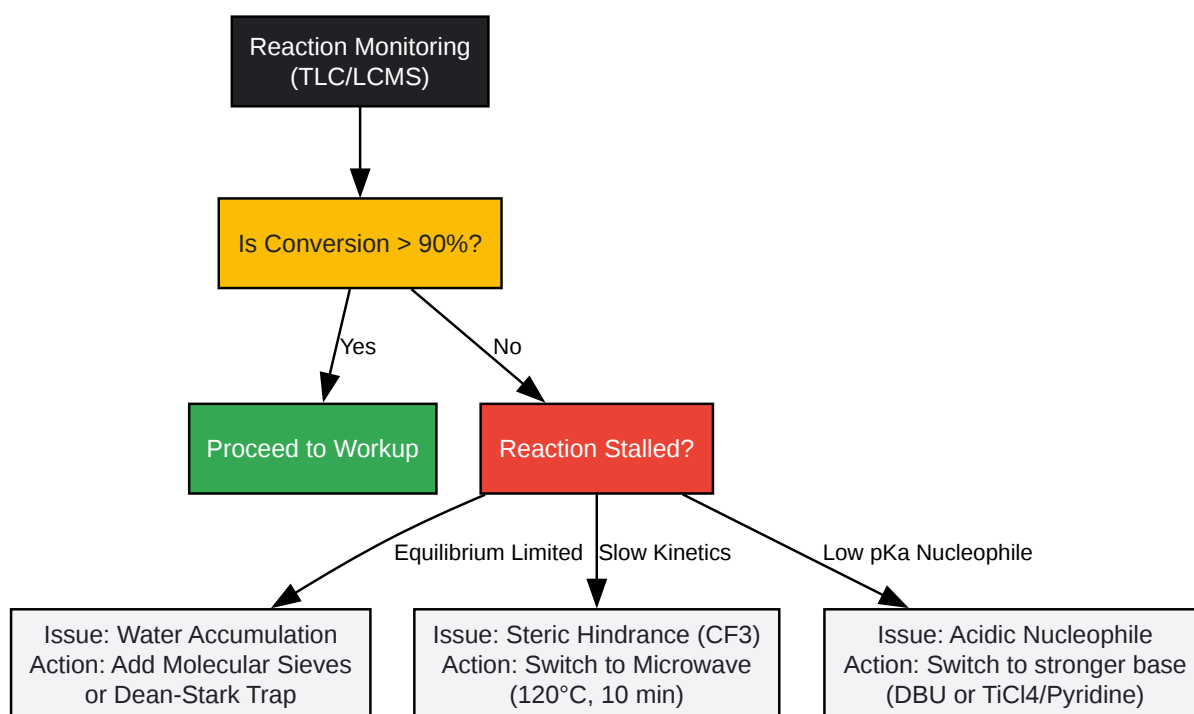 Reaction Monitoring
(TLC/LCMS)
Is Conversion > 90%?
Yes
No
Proceed to Workup
Reaction Stalled?
Equilibrium Limited
Slow Kinetics
Low pKa Nucleophile
Issue: Water Accumulation
Action: Add Molecular Sieves
or Dean-Stark Trap
Issue: Steric Hindrance (CF3)
Action: Switch to Microwave
(120°C, 10 min)
Issue: Acidic Nucleophile
Action: Switch to stronger base
(DBU or TiCl4/Pyridine)